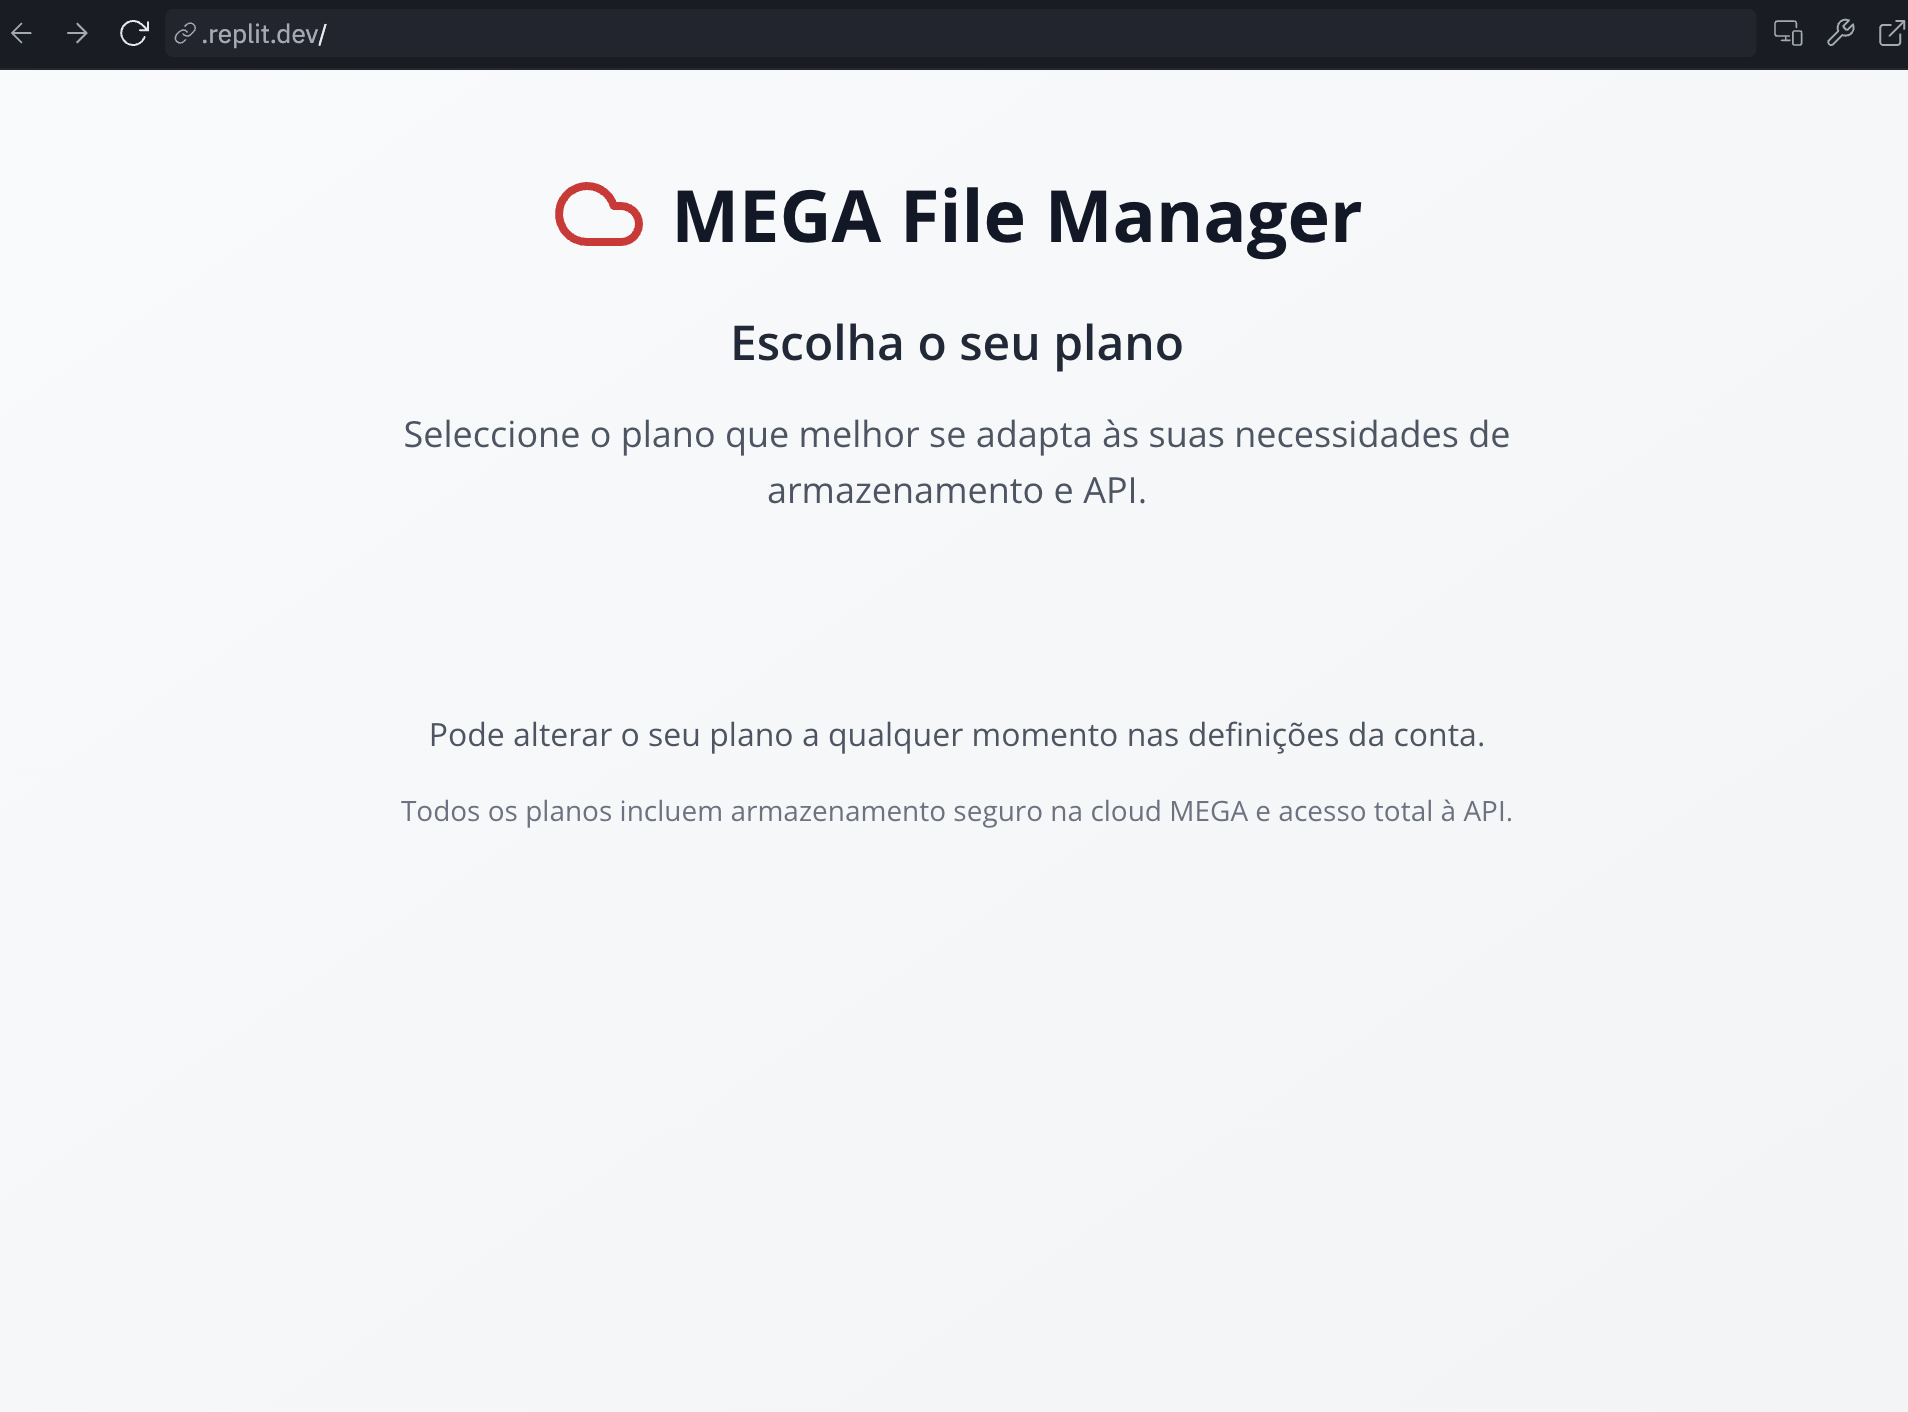 .replit.dev/
MEGA File Manager
Escolha o seu plano
Seleccione o plano que melhor se adapta às suas necessidades de
armazenamento e API.
Pode alterar o seu plano a qualquer momento nas definições da conta.
Todos os planos incluem armazenamento seguro na cloud MEGA e acesso total à API.